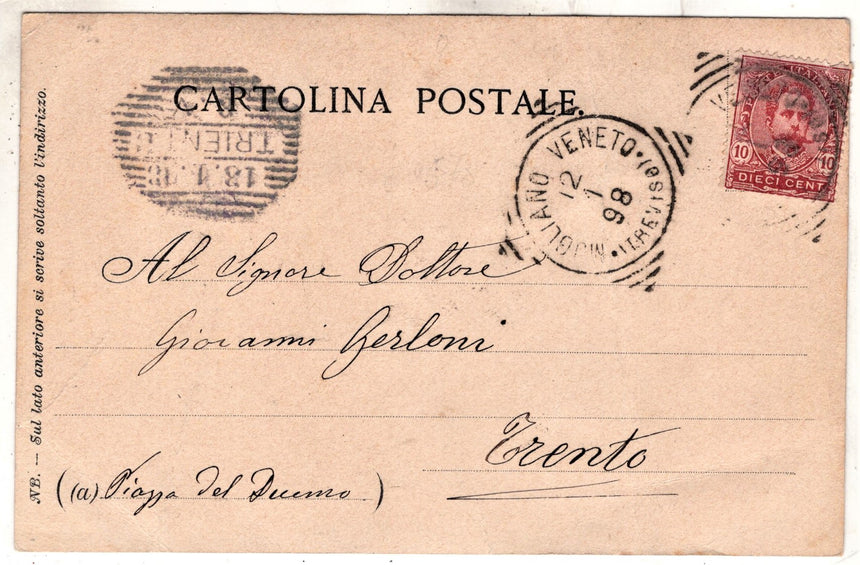 CARTOLINA POSTALE.
TRIENT
13.1.98
MOGLIANO VENETO · (TREVISO) ·
12
1
98
10 10
DIECI CENT
Al Signore Dottore
Giovanni Gerloni
Trento
((a) Piazza del Duomo)
NB. — Sul lato anteriore si scrive soltanto l'indirizzo.